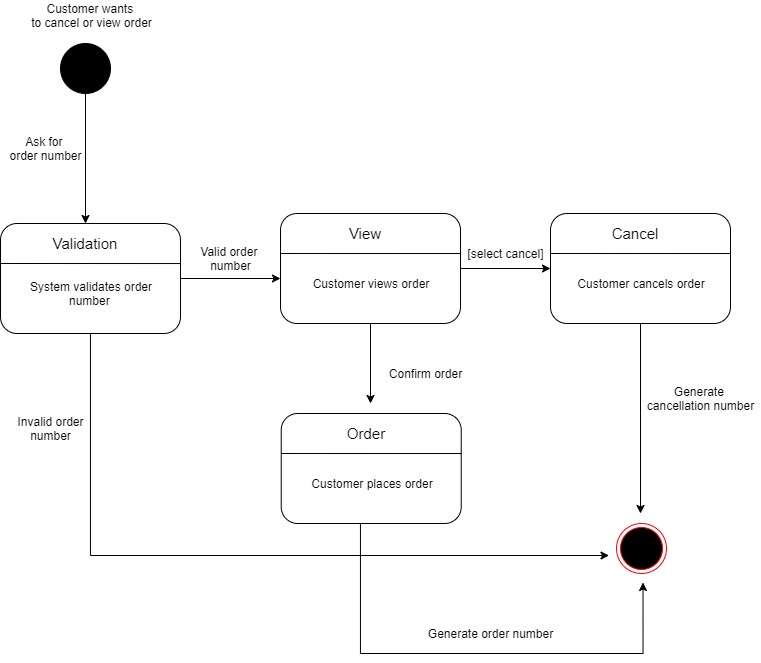 Customer wants
to cancel or view order
Ask for
order number
Validation
System validates order
number
Valid order
number
View
Customer views order
[select cancel]
Cancel
Customer cancels order
Confirm order
Generate
cancellation number
Invalid order
number
Order
Customer places order
Generate order number